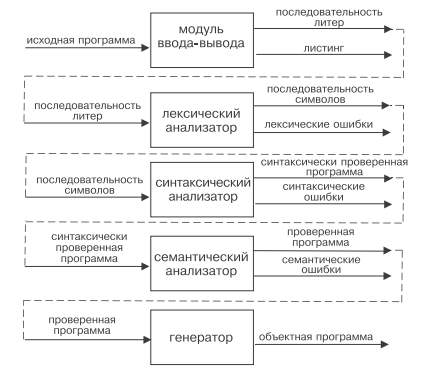 последовательность
литер
модуль
ввода-вывода
исходная программа
листинг
последовательность
литер
лексический
анализатор
последовательность
символов
лексические ошибки
последовательность
символов
синтаксический
анализатор
синтаксически проверенная
программа
синтаксические
ошибки
синтаксически
проверенная
программа
семантический
анализатор
проверенная
программа
семантические
ошибки
проверенная
программа
генератор
объектная программа